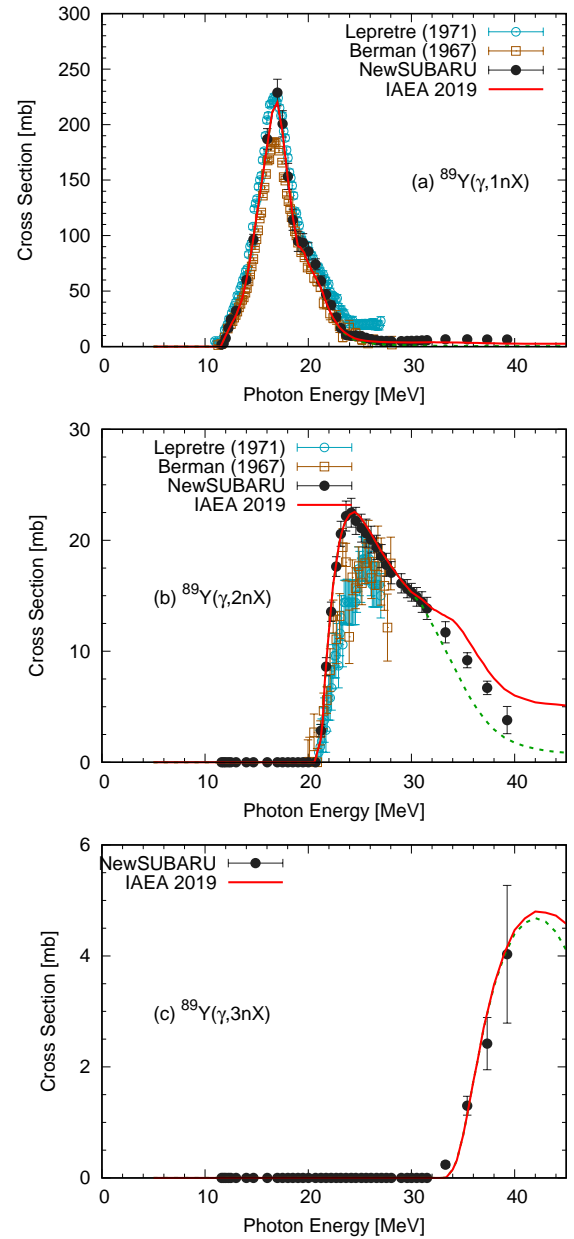 300
250
200
150
100
50
0
0
10
20
30
40
Cross Section [mb]
Photon Energy [MeV]
Lepretre (1971)
Berman (1967)
NewSUBARU
IAEA 2019
(a) ⁸⁹Y(γ,1nX)
30
20
10
0
0
10
20
30
40
Cross Section [mb]
Photon Energy [MeV]
Lepretre (1971)
Berman (1967)
NewSUBARU
IAEA 2019
(b) ⁸⁹Y(γ,2nX)
6
4
2
0
0
10
20
30
40
Cross Section [mb]
Photon Energy [MeV]
NewSUBARU
IAEA 2019
(c) ⁸⁹Y(γ,3nX)